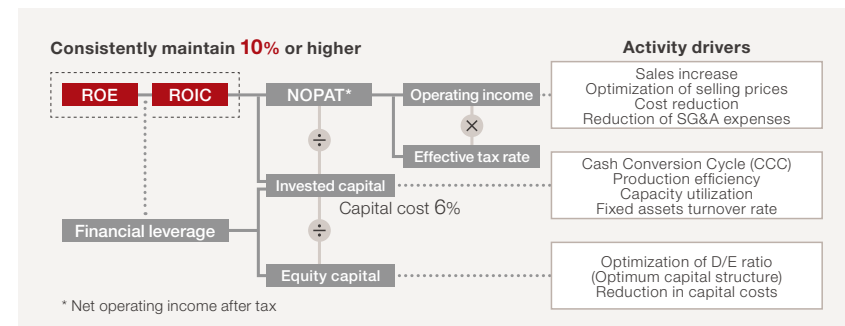 Consistently maintain 10% or higher
Activity drivers
ROE
ROIC
NOPAT*
Operating income
Sales increase
Optimization of selling prices
Cost reduction
Reduction of SG&A expenses
×
÷
Effective tax rate
Invested capital
Cash Conversion Cycle (CCC)
Production efficiency
Capacity utilization
Fixed assets turnover rate
Capital cost 6%
Financial leverage
÷
Equity capital
Optimization of D/E ratio
(Optimum capital structure)
Reduction in capital costs
* Net operating income after tax